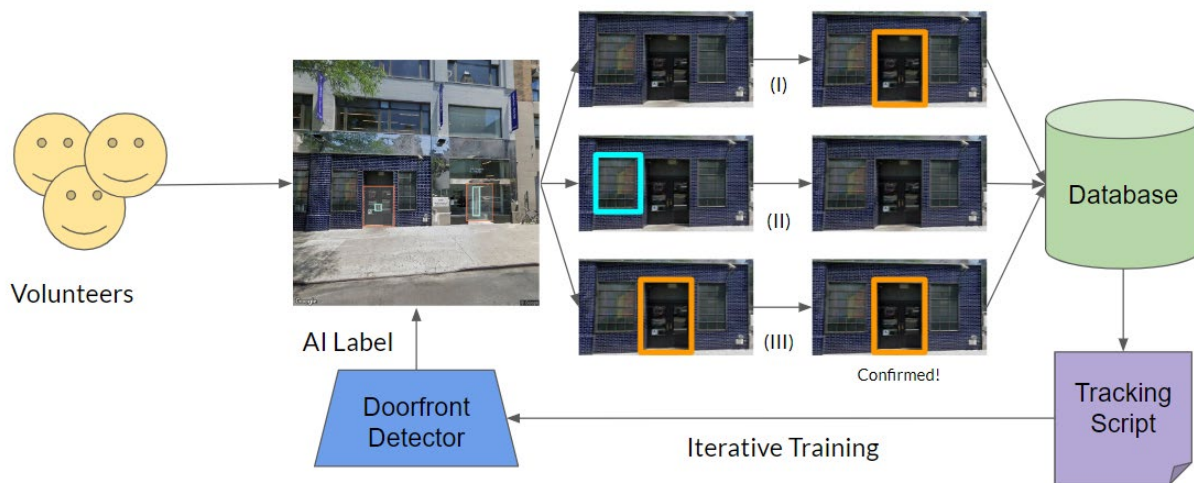 Volunteers
AI Label
Doorfront
Detector
(I)
(II)
(III)
Confirmed!
Database
Tracking
Script
Iterative Training